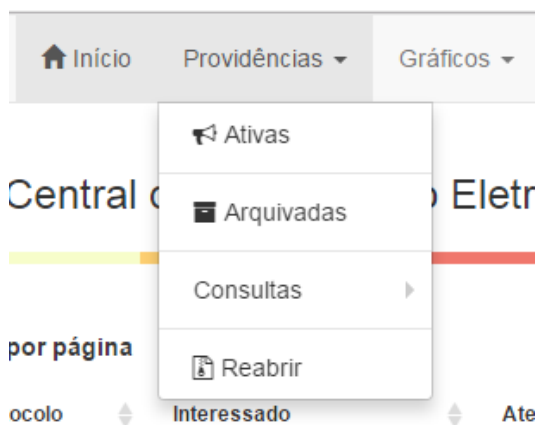 Início Providências Gráficos
Ativas
Central
Eletr
Arquivadas
Consultas
por página
Reabrir
ocolo Interessado Ate